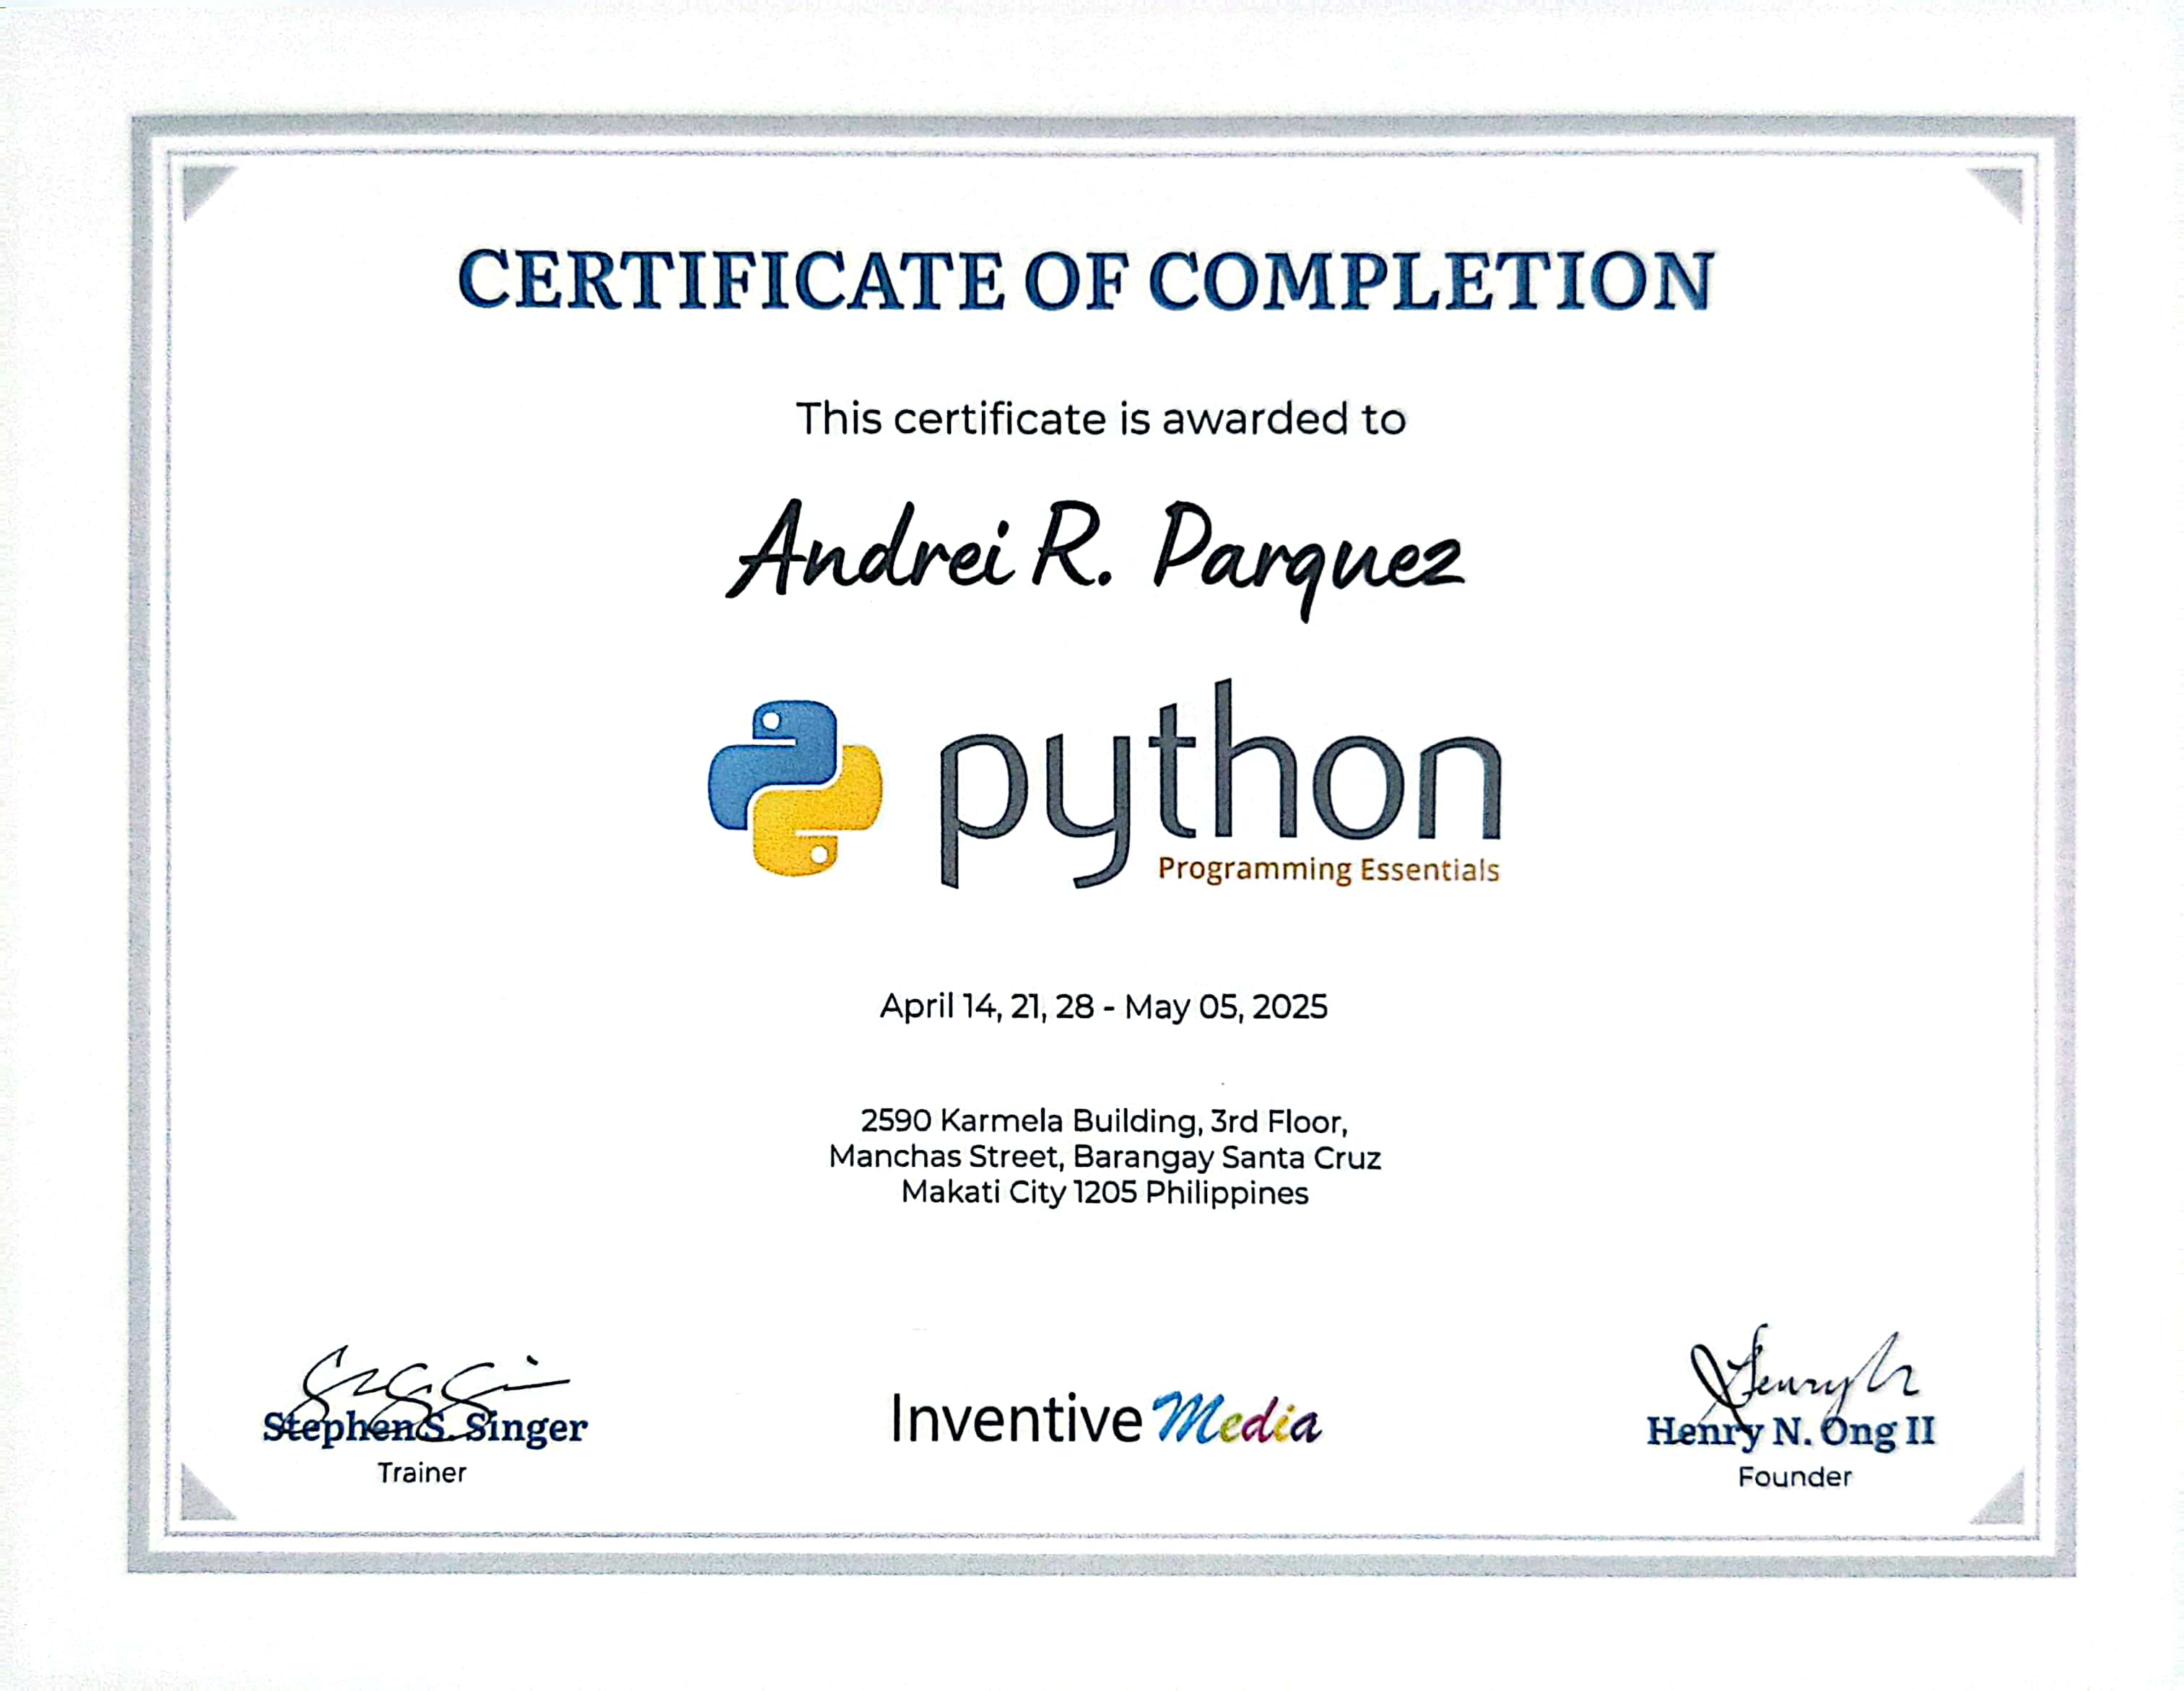 CERTIFICATE OF COMPLETION
This certificate is awarded to
Andrei R. Parquez
python
Programming Essentials
April 14, 21, 28 - May 05, 2025
2590 Karmela Building, 3rd Floor,
Manchas Street, Barangay Santa Cruz
Makati City 1205 Philippines
Stephen S. Singer
Trainer
Inventive Media
Henry N. Ong II
Founder